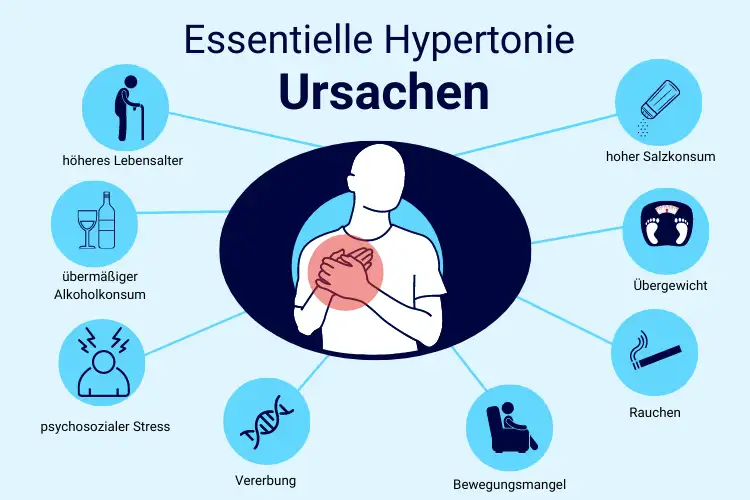 Essentielle Hypertonie
Ursachen
höheres Lebensalter
hoher Salzkonsum
übermäßiger
Alkoholkonsum
Übergewicht
psychosozialer Stress
Rauchen
Vererbung
Bewegungsmangel